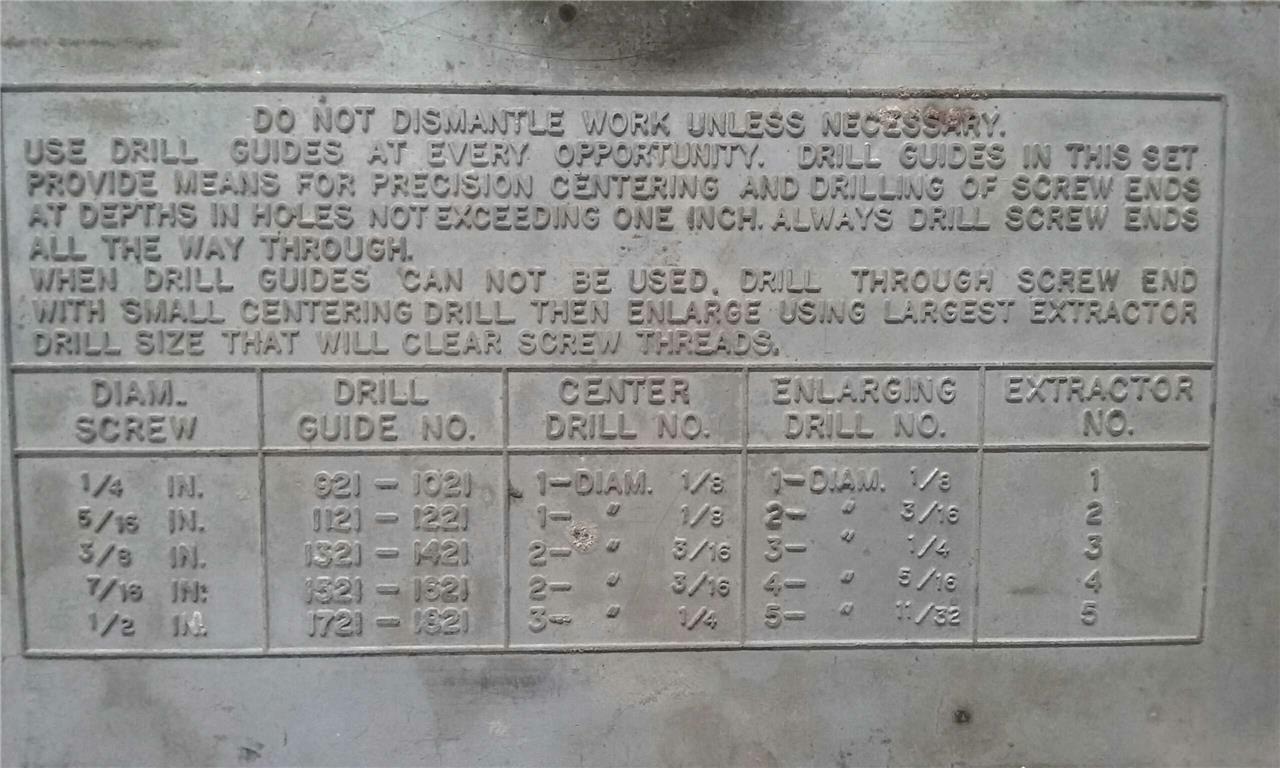 DO NOT DISMANTLE WORK UNLESS NECESSARY.
USE DRILL GUIDES AT EVERY OPPORTUNITY. DRILL GUIDES IN THIS SET
PROVIDE MEANS FOR PRECISION CENTERING AND DRILLING OF SCREW ENDS
AT DEPTHS IN HOLES NOT EXCEEDING ONE INCH. ALWAYS DRILL SCREW ENDS
ALL THE WAY THROUGH.
WHEN DRILL GUIDES CAN NOT BE USED, DRILL THROUGH SCREW END
WITH SMALL CENTERING DRILL THEN ENLARGE USING LARGEST EXTRACTOR
DRILL SIZE THAT WILL CLEAR SCREW THREADS.
DIAM. DRILL CENTER ENLARGING EXTRACTOR
SCREW GUIDE NO. DRILL NO. DRILL NO. NO.
1/4 IN. 921 - 1021 1-DIAM. 1/8 1-DIAM. 1/8 1
5/16 IN. 1121 - 1221 1- " 1/8 2- " 3/16 2
3/8 IN. 1321 - 1421 2- " 3/16 3- " 1/4 3
7/16 IN. 1521 - 1621 2- " 3/16 4- " 5/16 4
1/2 IN. 1721 - 1821 3- " 1/4 5- " 11/32 5